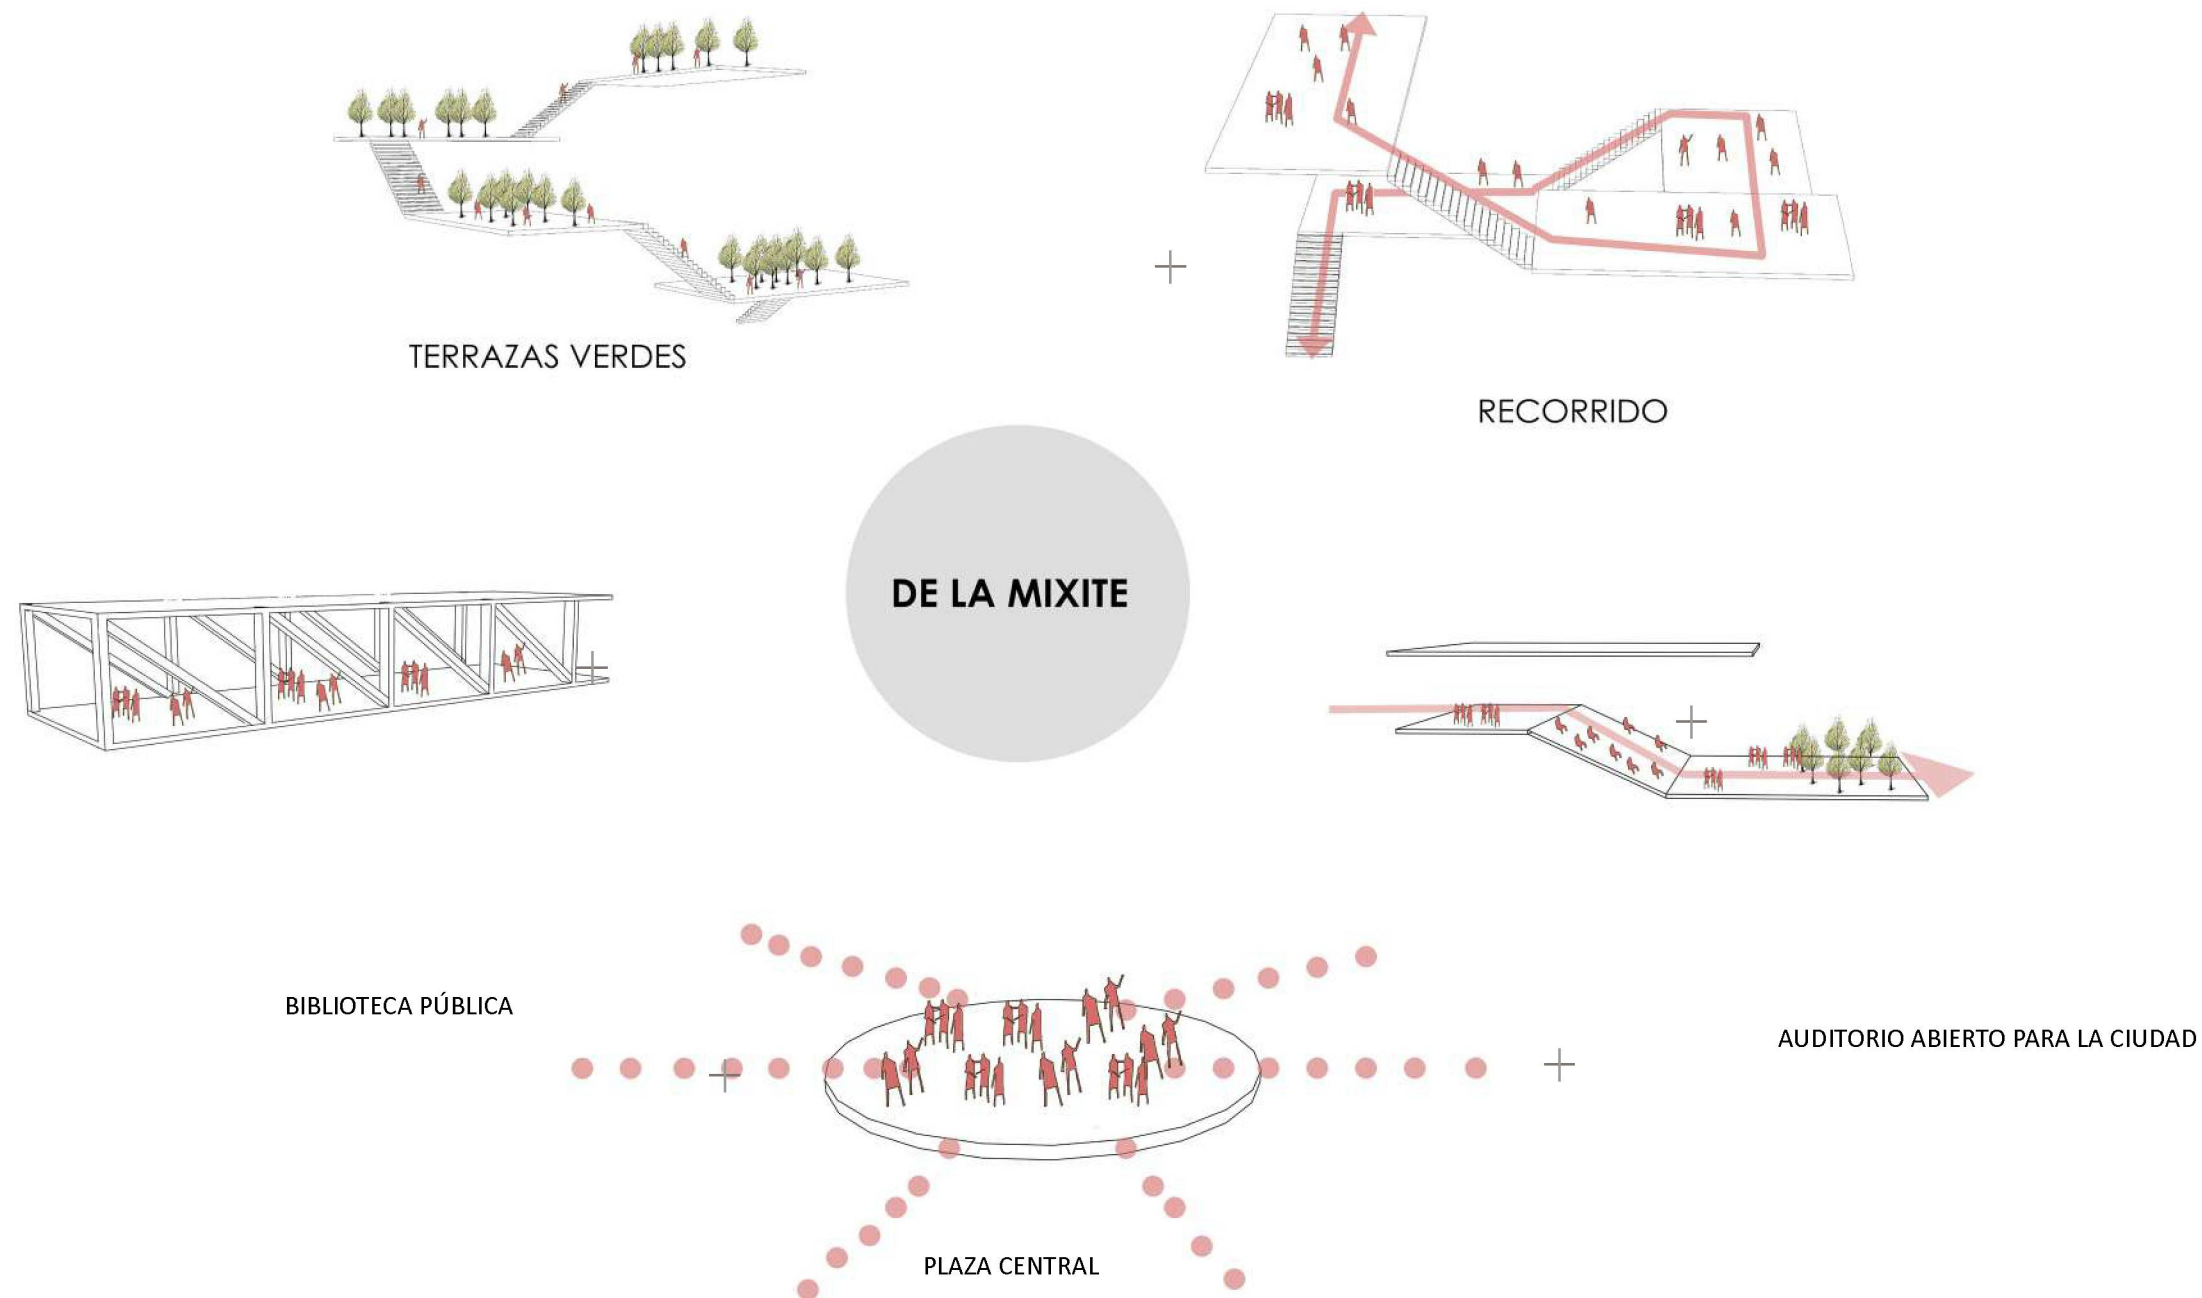 TERRAZAS VERDES
RECORRIDO
DE LA MIXITE
BIBLIOTECA PÚBLICA
AUDITORIO ABIERTO PARA LA CIUDAD
PLAZA CENTRAL